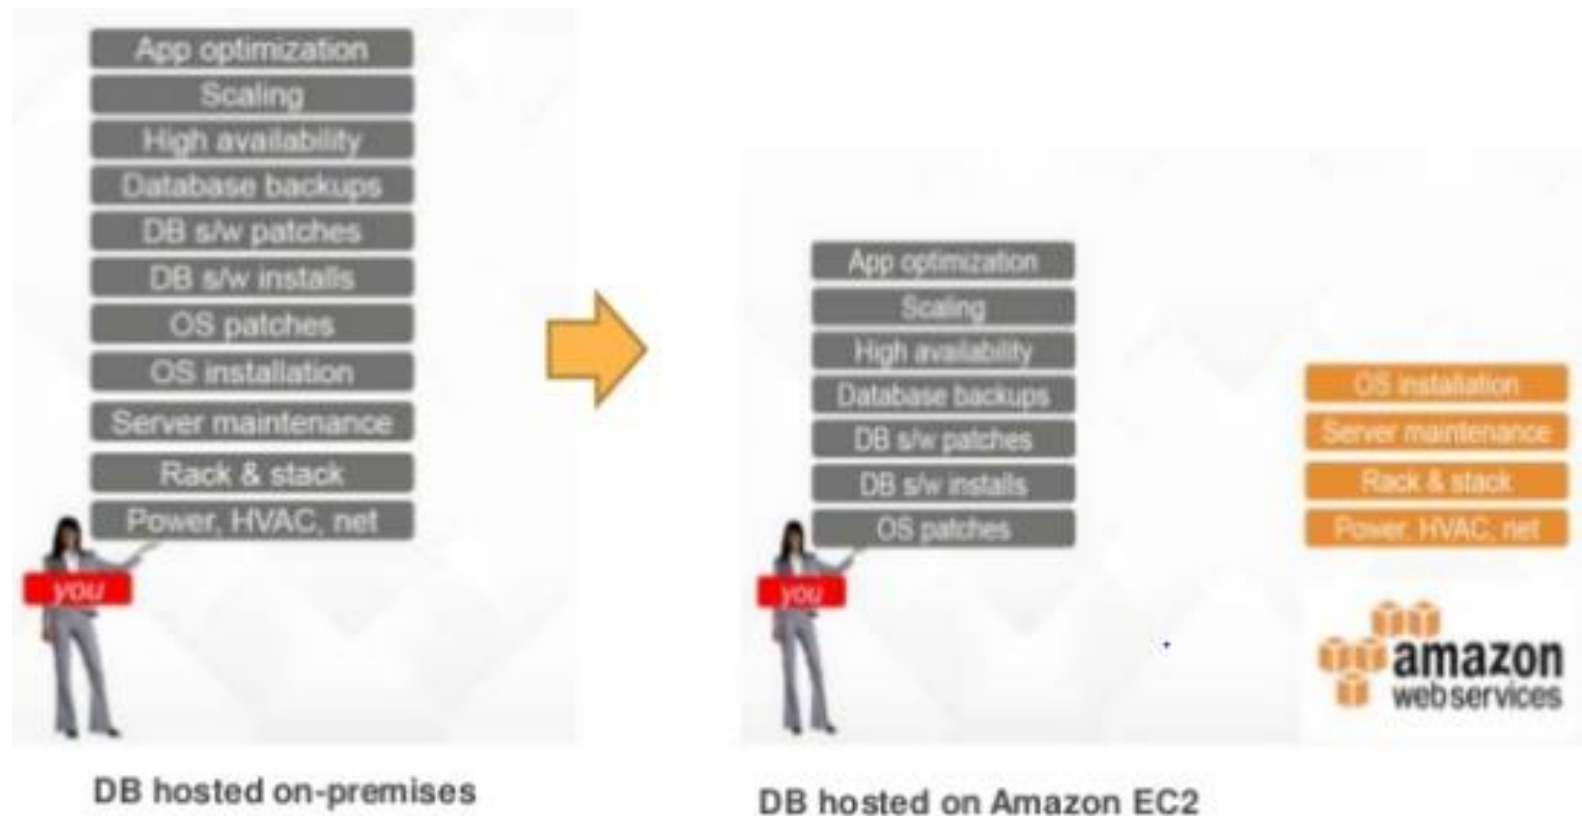 App optimization
Scaling
High availability
Database backups
DB s/w patches
DB s/w installs
OS patches
OS installation
Server maintenance
Rack & stack
Power, HVAC, net
you
DB hosted on-premises
App optimization
Scaling
High availability
Database backups
DB s/w patches
DB s/w installs
OS patches
you
OS installation
Server maintenance
Rack & stack
Power, HVAC, net
amazon
webservices
DB hosted on Amazon EC2